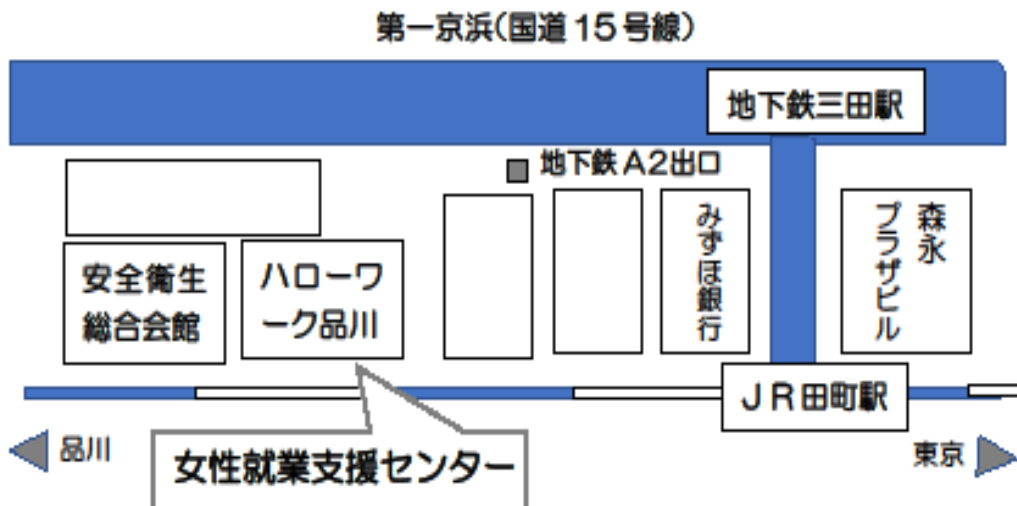 第一京浜(国道15号線)
地下鉄三田駅
地下鉄A2出口
みずほ銀行
森永
プラザビル
安全衛生
総合会館
ハローワ
ーク品川
JR田町駅
品川
東京
女性就業支援センター